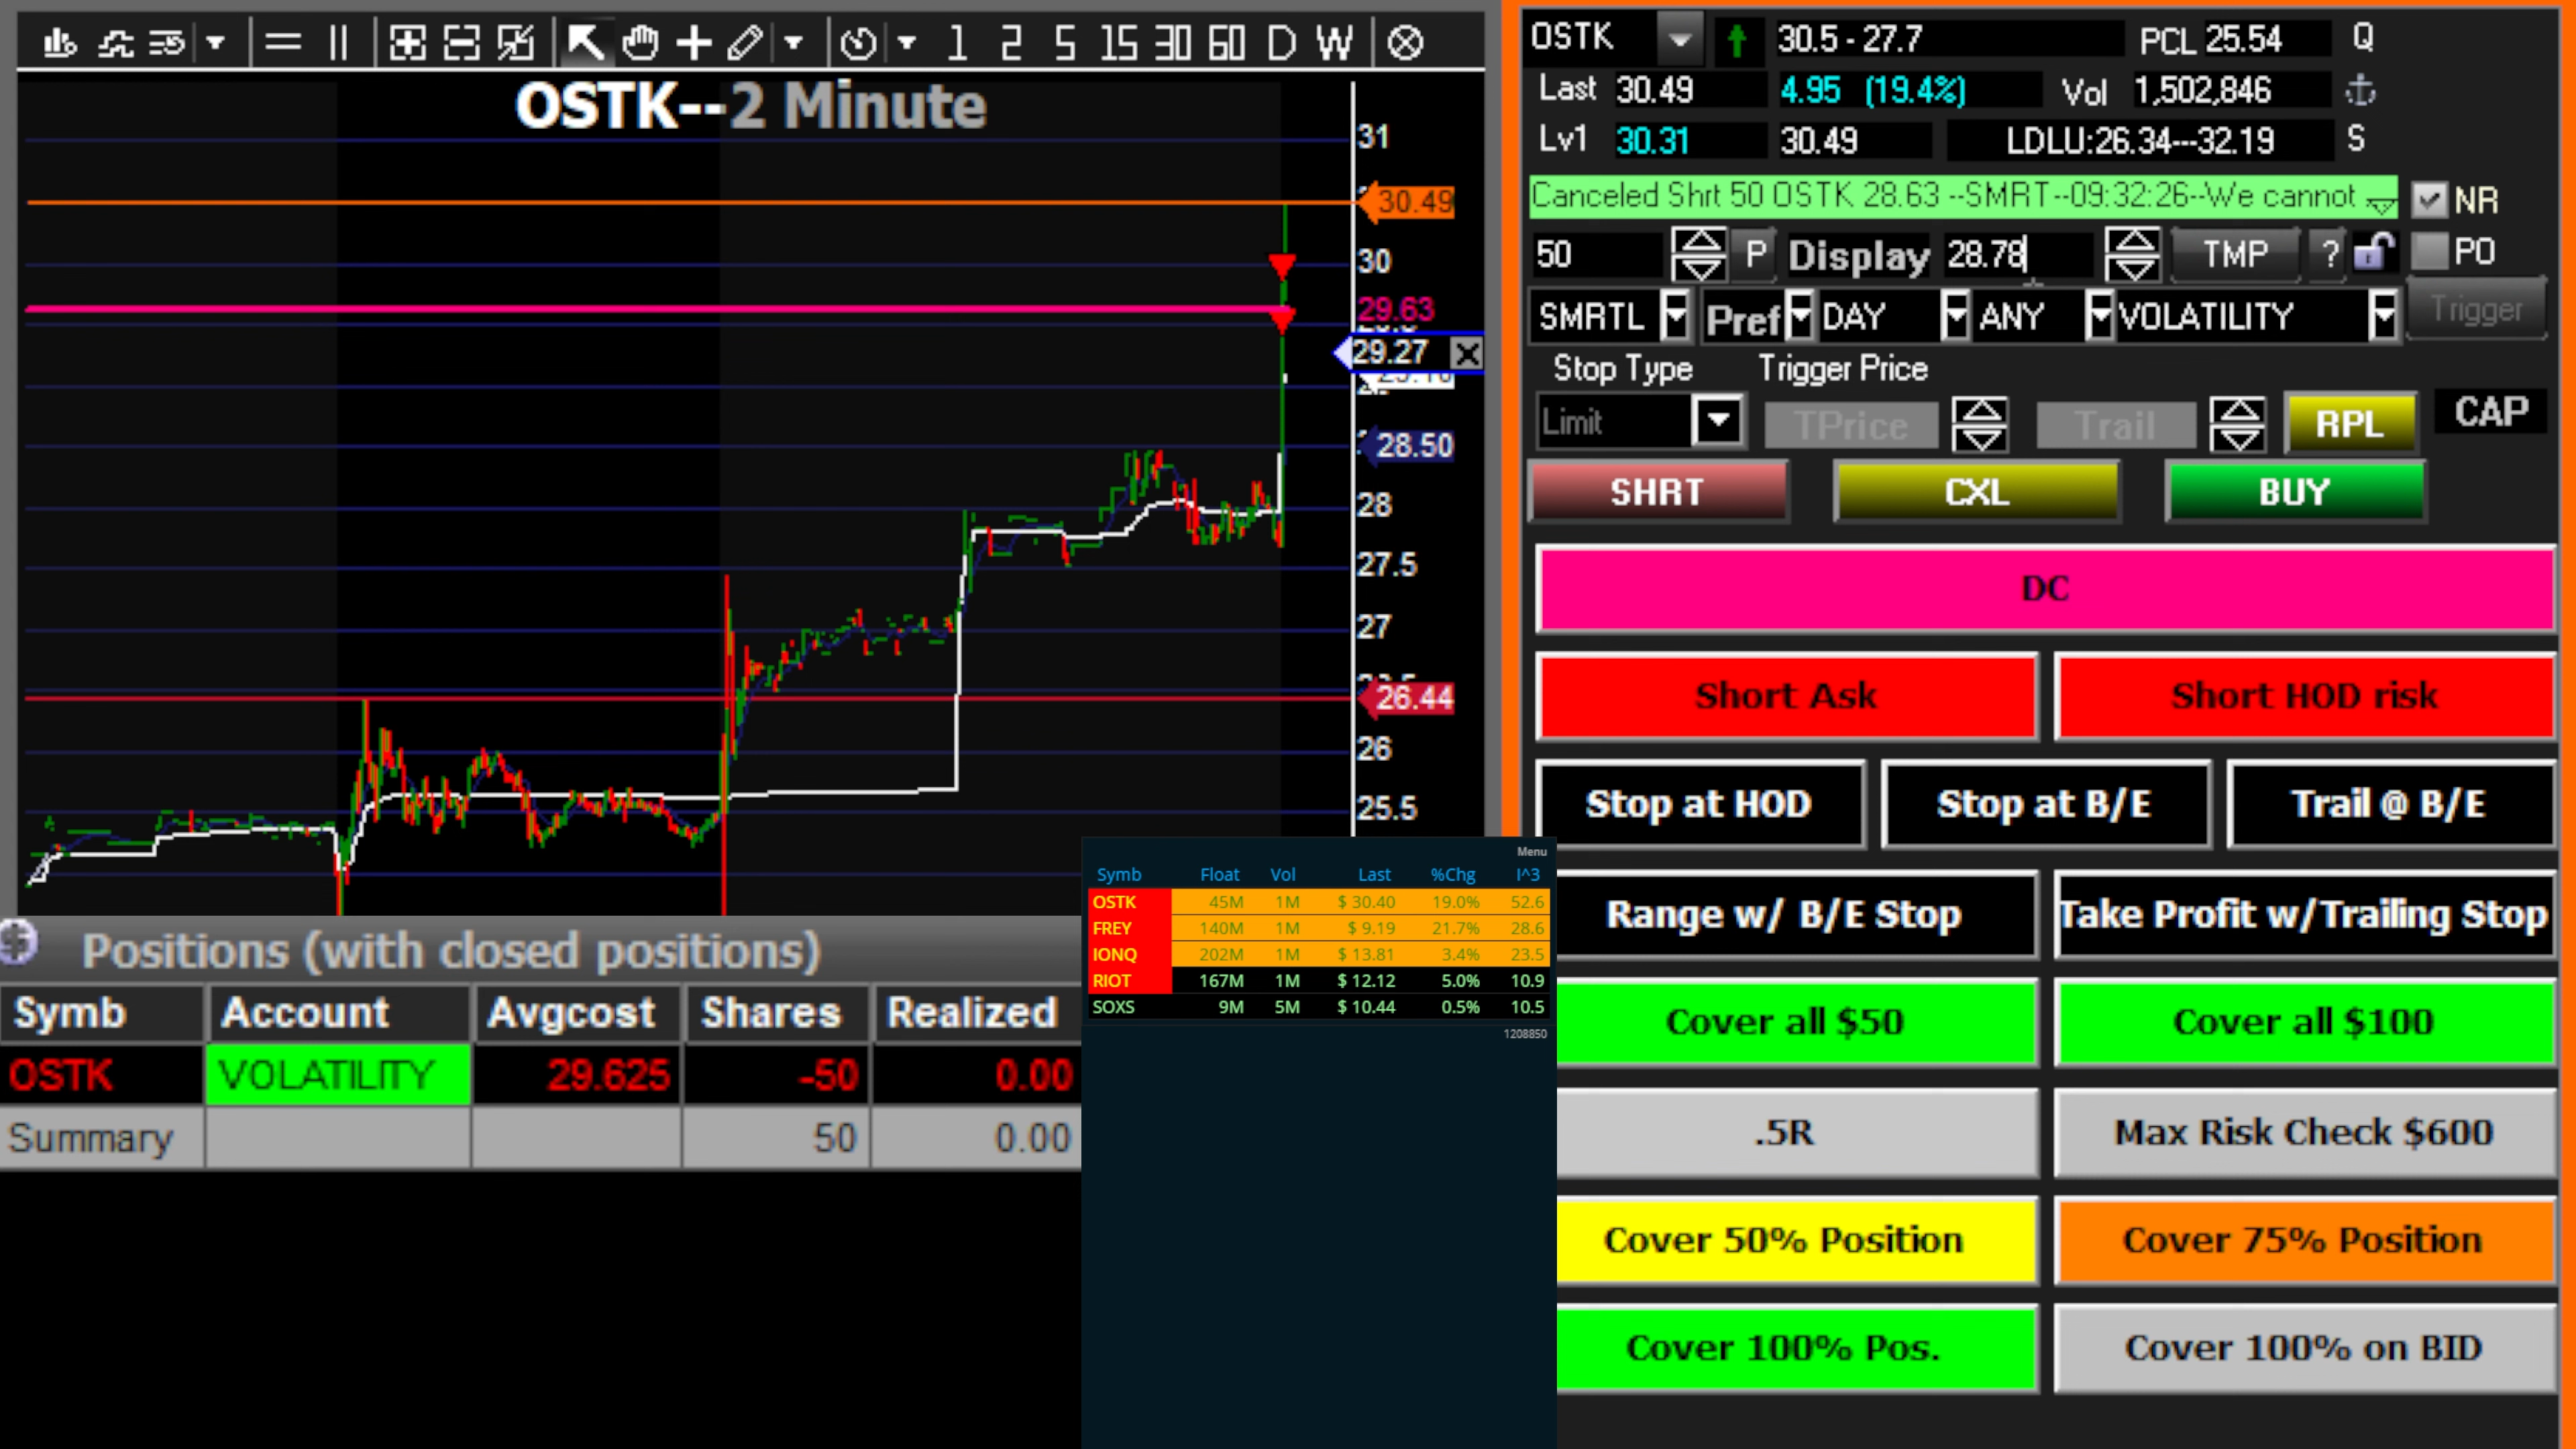 1 2 5 15 30 60 D W
OSTK--2 Minute
31
30.49
30
29.63
29.27
28.50
28
27.5
27
26.44
26
25.5
OSTK 30.5 - 27.7 PCL 25.54 Q
Last 30.49 4.95 (19.4%) Vol 1,502,846
Lv1 30.31 30.49 LDLU:26.34---32.19 S
Canceled Shrt 50 OSTK 28.63 --SMRT--09:32:26--We cannot NR
50 P Display 28.78 TMP ? PO
SMRTL Pref DAY ANY VOLATILITY Trigger
Stop Type Trigger Price
Limit TPrice Trail RPL CAP
SHRT CXL BUY
DC
Short Ask Short HOD risk
Stop at HOD Stop at B/E Trail @ B/E
Range w/ B/E Stop Take Profit w/Trailing Stop
Cover all $50 Cover all $100
.5R Max Risk Check $600
Cover 50% Position Cover 75% Position
Cover 100% Pos. Cover 100% on BID
Menu
Symb Float Vol Last %Chg I^3
OSTK 45M 1M $ 30.40 19.0% 52.6
FREY 140M 1M $ 9.19 21.7% 28.6
IONQ 202M 1M $ 13.81 3.4% 23.5
RIOT 167M 1M $ 12.12 5.0% 10.9
SOXS 9M 5M $ 10.44 0.5% 10.5
1208850
Positions (with closed positions)
Symb Account Avgcost Shares Realized
OSTK VOLATILITY 29.625 -50 0.00
Summary 50 0.00